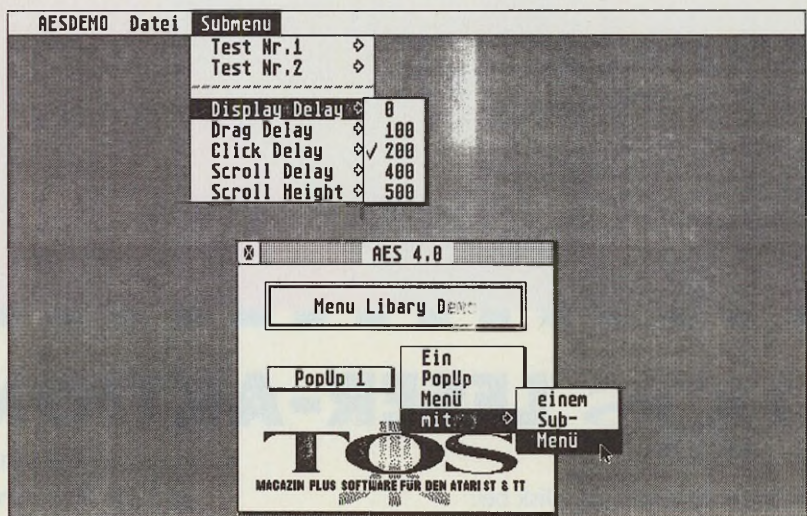 AESDEMO Datei Submenu
Test Nr.1
Test Nr.2
Display Delay
Drag Delay
Click Delay
Scroll Delay
Scroll Height
0
100
✓ 200
400
500
AES 4.0
Menu Libary Demo
PopUp 1
Ein
PopUp
Menü
mit
einem
Sub-
Menü
TOS
MAGAZIN PLUS SOFTWARE FÜR DEN ATARI ST & TT